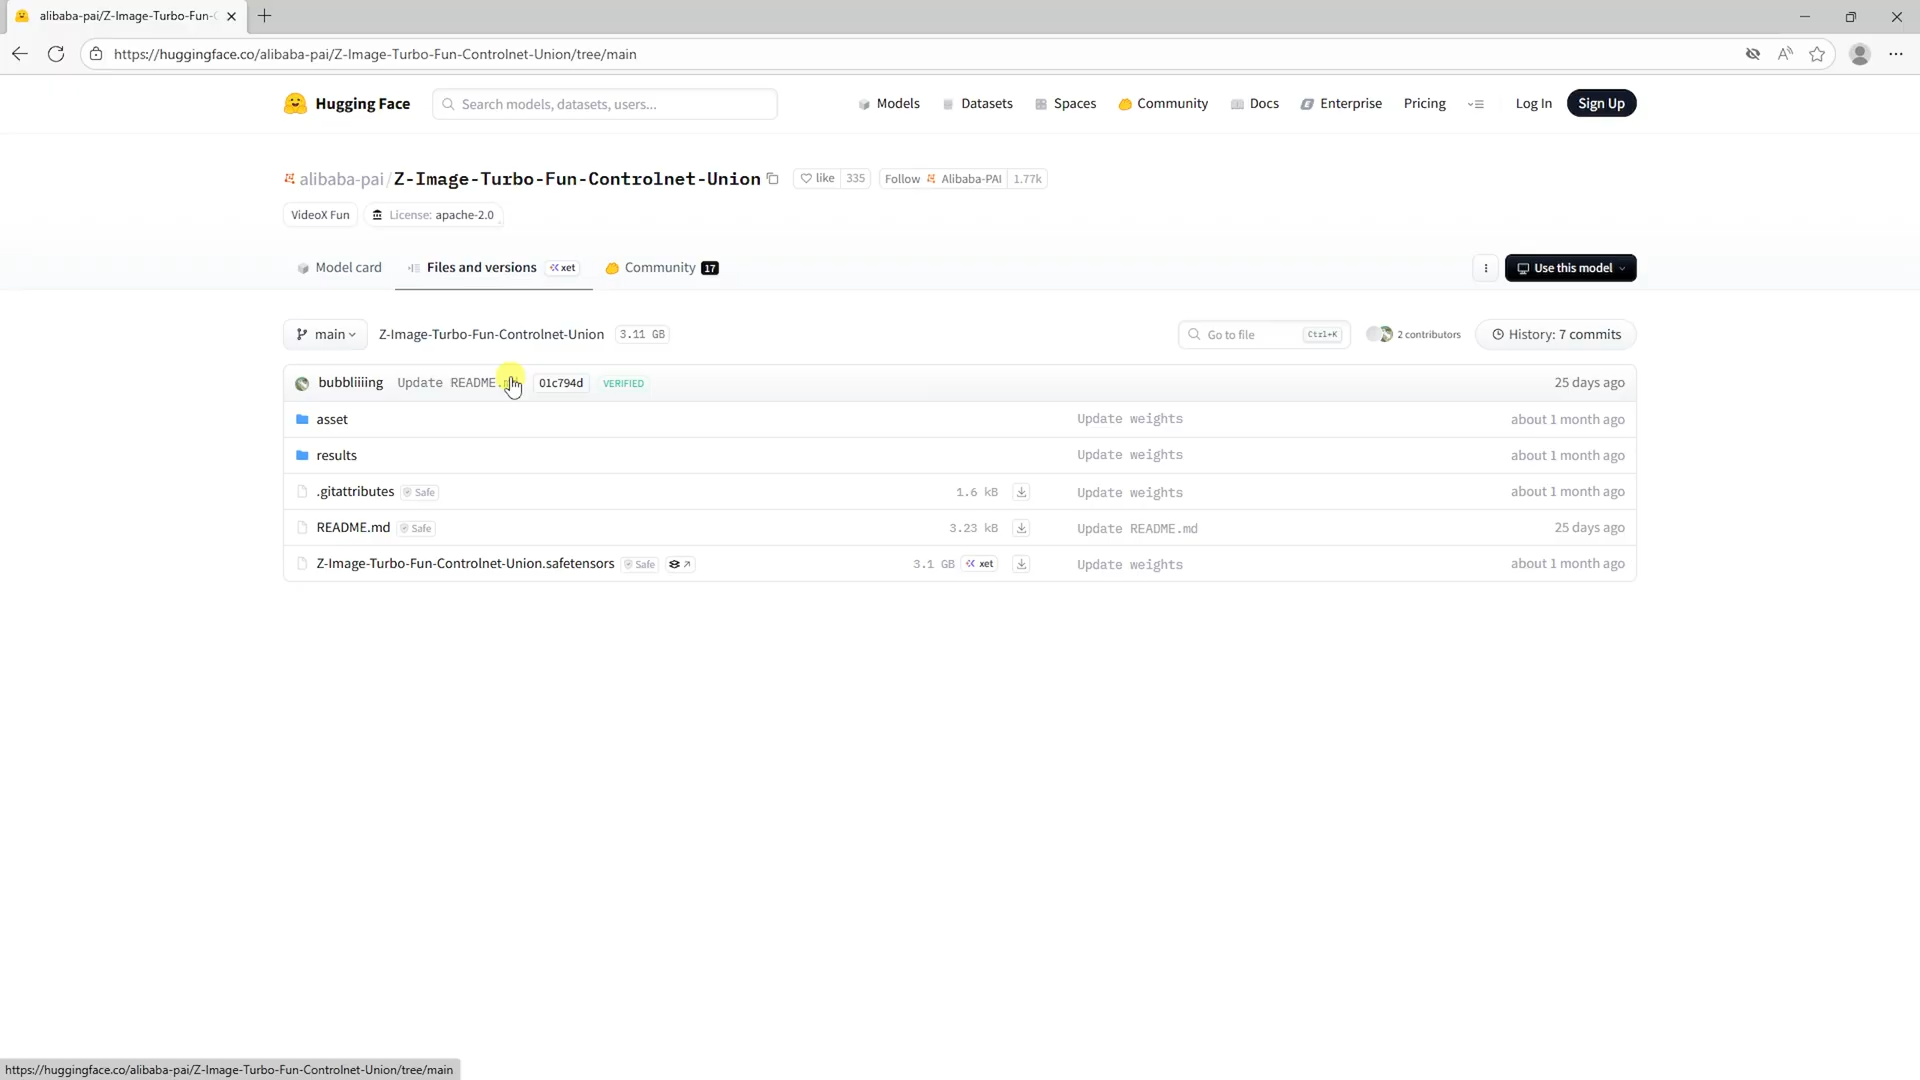 alibaba-pai/Z-Image-Turbo-Fun-C
https://huggingface.co/alibaba-pai/Z-Image-Turbo-Fun-Controlnet-Union/tree/main
Hugging Face Search models, datasets, users... Models Datasets Spaces Community Docs Enterprise Pricing Log In Sign Up
alibaba-pai/Z-Image-Turbo-Fun-Controlnet-Union like 335 Follow Alibaba-PAI 1.77k
VideoX Fun License: apache-2.0
Model card Files and versions xet Community 17 Use this model
main Z-Image-Turbo-Fun-Controlnet-Union 3.11 GB Go to file Ctrl+K 2 contributors History: 7 commits
bubbliiiing Update README. 01c794d VERIFIED 25 days ago
asset Update weights about 1 month ago
results Update weights about 1 month ago
.gitattributes Safe 1.6 kB Update weights about 1 month ago
README.md Safe 3.23 kB Update README.md 25 days ago
Z-Image-Turbo-Fun-Controlnet-Union.safetensors Safe 3.1 GB xet Update weights about 1 month ago
https://huggingface.co/alibaba-pai/Z-Image-Turbo-Fun-Controlnet-Union/tree/main